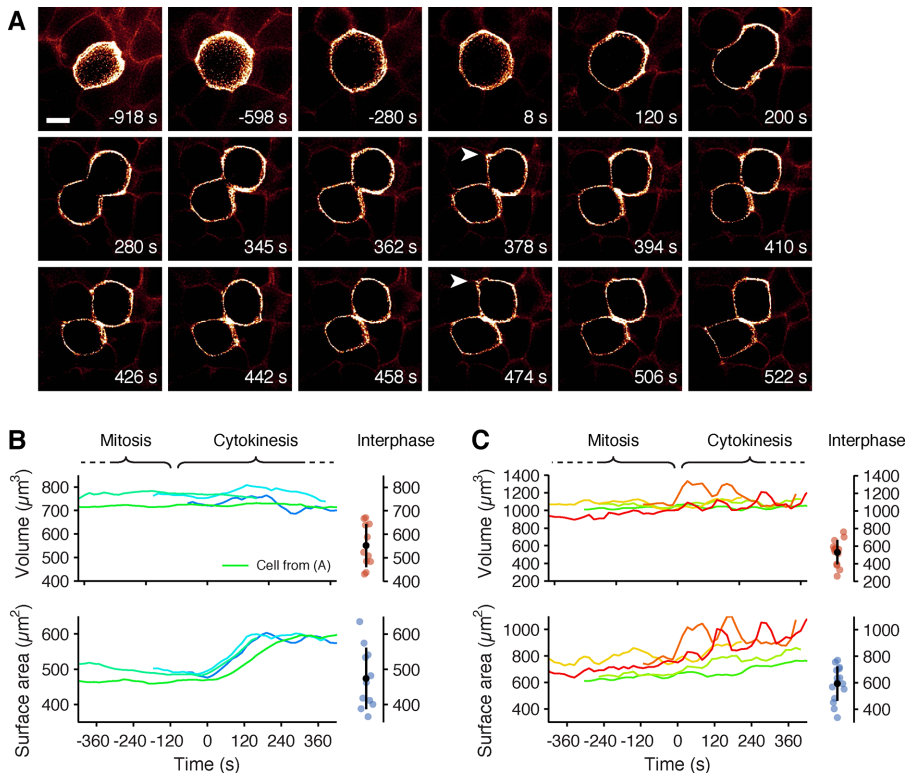 A
-918 s -598 s -280 s 8 s 120 s 200 s
280 s 345 s 362 s 378 s 394 s 410 s
426 s 442 s 458 s 474 s 506 s 522 s
B
Mitosis Cytokinesis Interphase
Volume (µm³)
800 700 600 500 400
Cell from (A)
800 700 600 500 400
Surface area (µm²)
600 500 400
600 500 400
-360 -240 -120 0 120 240 360
Time (s)
C
Mitosis Cytokinesis Interphase
Volume (µm³)
1400 1200 1000 800 600 400 200
1400 1200 1000 800 600 400 200
Surface area (µm²)
1000 800 600 400
1000 800 600 400
-360 -240 -120 0 120 240 360
Time (s)